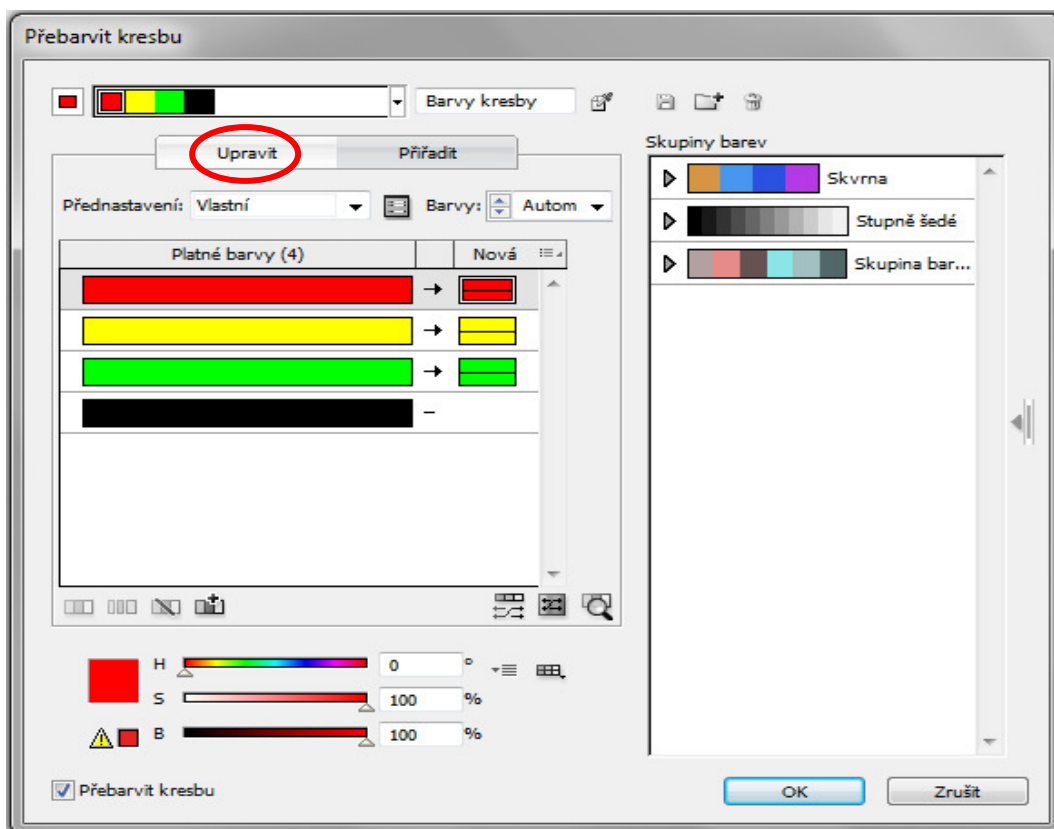 Přebarvit kresbu
Barvy kresby
Upravit
Přiřadit
Přednastavení: Vlastní
Barvy: Autom
Platné barvy (4)
Nová
H 0 °
S 100 %
B 100 %
Přebarvit kresbu
Skupiny barev
Skvrna
Stupně šedé
Skupina bar...
OK
Zrušit